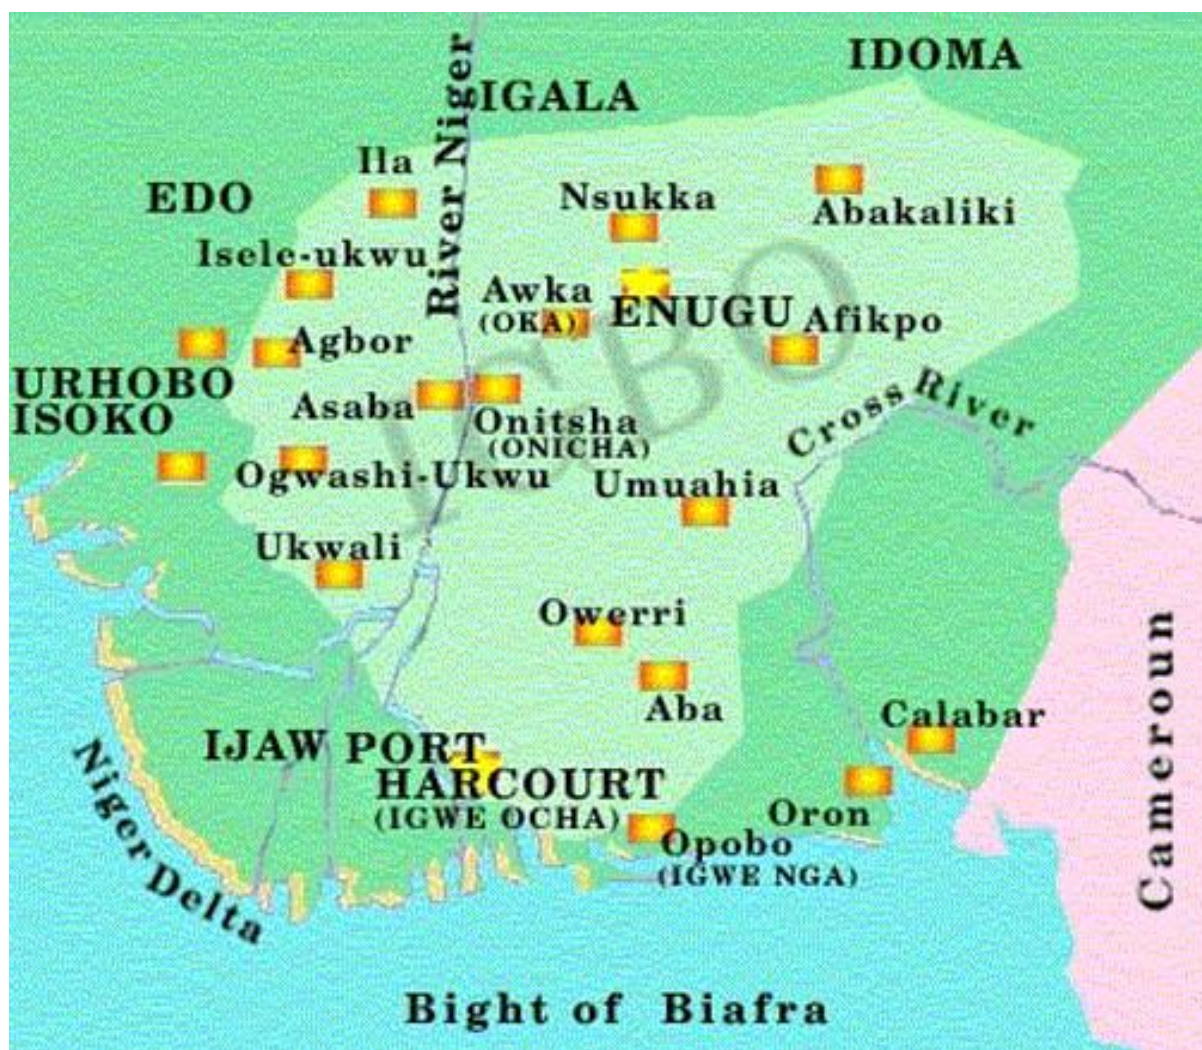 IDOMA
IGALA
River Niger
Ila
EDO
Nsukka
Abakaliki
Isele-ukwu
Awka
(OKA)
ENUGU
Afikpo
IGBO
Agbor
URHOBO
ISOKO
Asaba
Onitsha
(ONICHA)
Cross River
Ogwashi-Ukwu
Umuahia
Ukwali
Owerri
Aba
Calabar
Cameroun
IJAW
PORT
HARCOURT
(IGWE OCHA)
Oron
Opobo
(IGWE NGA)
Niger Delta
Bight of Biafra